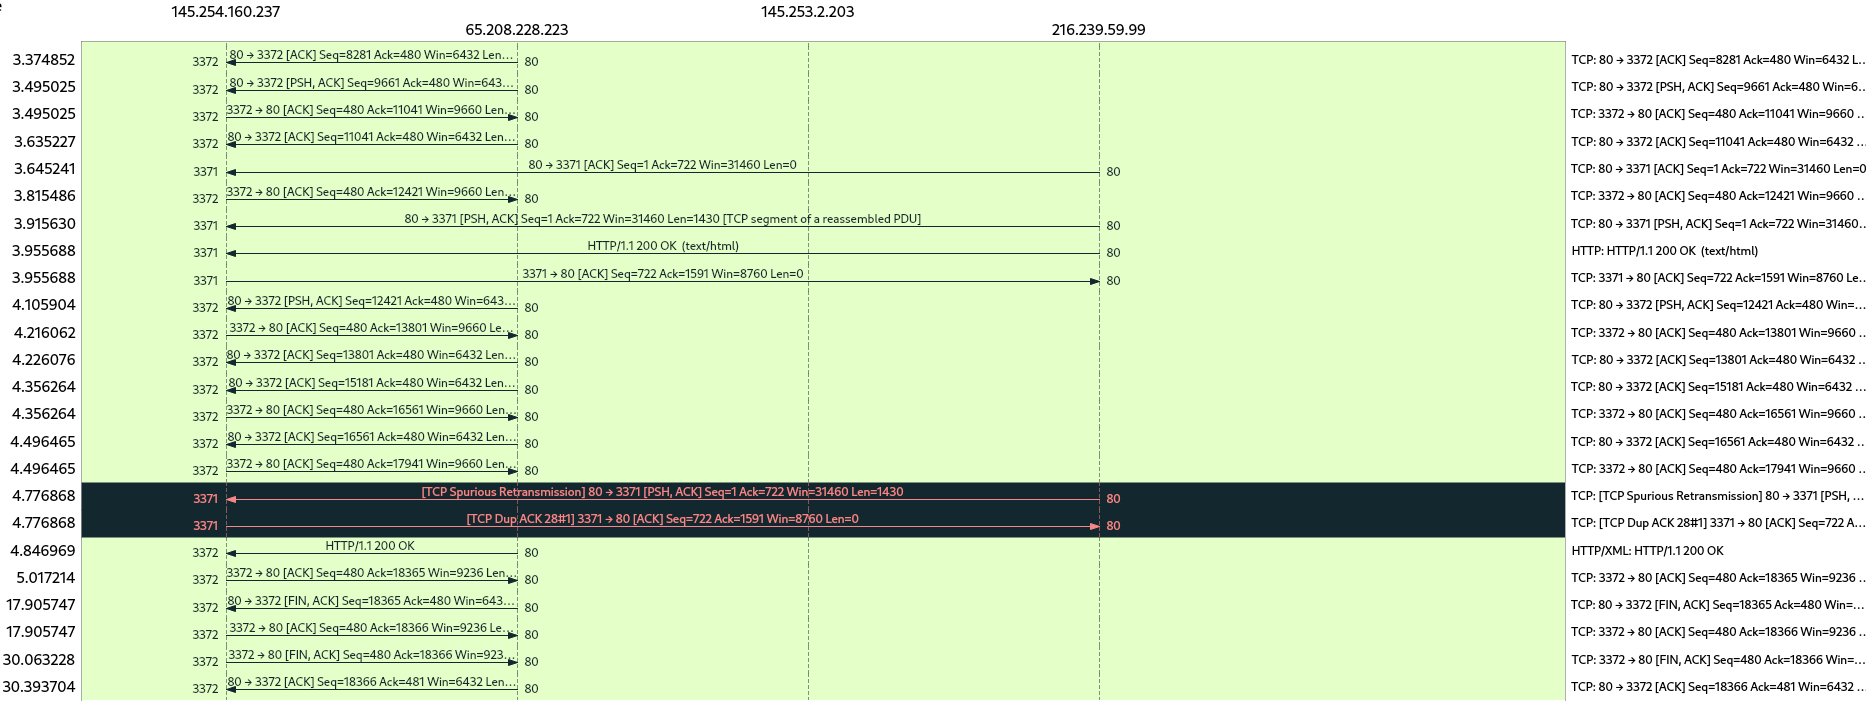 145.254.160.237 145.253.2.203
65.208.228.223 216.239.59.99
3.374852 3372 80 → 3372 [ACK] Seq=8281 Ack=480 Win=6432 Len… 80 TCP: 80 → 3372 [ACK] Seq=8281 Ack=480 Win=6432 L…
3.495025 3372 80 → 3372 [PSH, ACK] Seq=9661 Ack=480 Win=643… 80 TCP: 80 → 3372 [PSH, ACK] Seq=9661 Ack=480 Win=6…
3.495025 3372 3372 → 80 [ACK] Seq=480 Ack=11041 Win=9660 Len… 80 TCP: 3372 → 80 [ACK] Seq=480 Ack=11041 Win=9660 …
3.635227 3372 80 → 3372 [ACK] Seq=11041 Ack=480 Win=6432 Len… 80 TCP: 80 → 3372 [ACK] Seq=11041 Ack=480 Win=6432 …
3.645241 3371 80 → 3371 [ACK] Seq=1 Ack=722 Win=31460 Len=0 80 TCP: 80 → 3371 [ACK] Seq=1 Ack=722 Win=31460 Len=0
3.815486 3372 3372 → 80 [ACK] Seq=480 Ack=12421 Win=9660 Len… 80 TCP: 3372 → 80 [ACK] Seq=480 Ack=12421 Win=9660 …
3.915630 3371 80 → 3371 [PSH, ACK] Seq=1 Ack=722 Win=31460 Len=1430 [TCP segment of a reassembled PDU] 80 TCP: 80 → 3371 [PSH, ACK] Seq=1 Ack=722 Win=31460…
3.955688 3371 HTTP/1.1 200 OK (text/html) 80 HTTP: HTTP/1.1 200 OK (text/html)
3.955688 3371 3371 → 80 [ACK] Seq=722 Ack=1591 Win=8760 Len=0 80 TCP: 3371 → 80 [ACK] Seq=722 Ack=1591 Win=8760 Le…
4.105904 3372 80 → 3372 [PSH, ACK] Seq=12421 Ack=480 Win=643… 80 TCP: 80 → 3372 [PSH, ACK] Seq=12421 Ack=480 Win=…
4.216062 3372 3372 → 80 [ACK] Seq=480 Ack=13801 Win=9660 Le… 80 TCP: 3372 → 80 [ACK] Seq=480 Ack=13801 Win=9660 …
4.226076 3372 80 → 3372 [ACK] Seq=13801 Ack=480 Win=6432 Len… 80 TCP: 80 → 3372 [ACK] Seq=13801 Ack=480 Win=6432 …
4.356264 3372 80 → 3372 [ACK] Seq=15181 Ack=480 Win=6432 Len… 80 TCP: 80 → 3372 [ACK] Seq=15181 Ack=480 Win=6432 …
4.356264 3372 3372 → 80 [ACK] Seq=480 Ack=16561 Win=9660 Len… 80 TCP: 3372 → 80 [ACK] Seq=480 Ack=16561 Win=9660 …
4.496465 3372 80 → 3372 [ACK] Seq=16561 Ack=480 Win=6432 Len… 80 TCP: 80 → 3372 [ACK] Seq=16561 Ack=480 Win=6432 …
4.496465 3372 3372 → 80 [ACK] Seq=480 Ack=17941 Win=9660 Len… 80 TCP: 3372 → 80 [ACK] Seq=480 Ack=17941 Win=9660 …
4.776868 3371 [TCP Spurious Retransmission] 80 → 3371 [PSH, ACK] Seq=1 Ack=722 Win=31460 Len=1430 80 TCP: [TCP Spurious Retransmission] 80 → 3371 [PSH, …
4.776868 3371 [TCP Dup ACK 28#1] 3371 → 80 [ACK] Seq=722 Ack=1591 Win=8760 Len=0 80 TCP: [TCP Dup ACK 28#1] 3371 → 80 [ACK] Seq=722 A…
4.846969 3372 HTTP/1.1 200 OK 80 HTTP/XML: HTTP/1.1 200 OK
5.017214 3372 3372 → 80 [ACK] Seq=480 Ack=18365 Win=9236 Len… 80 TCP: 3372 → 80 [ACK] Seq=480 Ack=18365 Win=9236 …
17.905747 3372 80 → 3372 [FIN, ACK] Seq=18365 Ack=480 Win=643… 80 TCP: 80 → 3372 [FIN, ACK] Seq=18365 Ack=480 Win=…
17.905747 3372 3372 → 80 [ACK] Seq=480 Ack=18366 Win=9236 Le… 80 TCP: 3372 → 80 [ACK] Seq=480 Ack=18366 Win=9236 …
30.063228 3372 3372 → 80 [FIN, ACK] Seq=480 Ack=18366 Win=923… 80 TCP: 3372 → 80 [FIN, ACK] Seq=480 Ack=18366 Win=…
30.393704 3372 80 → 3372 [ACK] Seq=18366 Ack=481 Win=6432 Len… 80 TCP: 80 → 3372 [ACK] Seq=18366 Ack=481 Win=6432 …